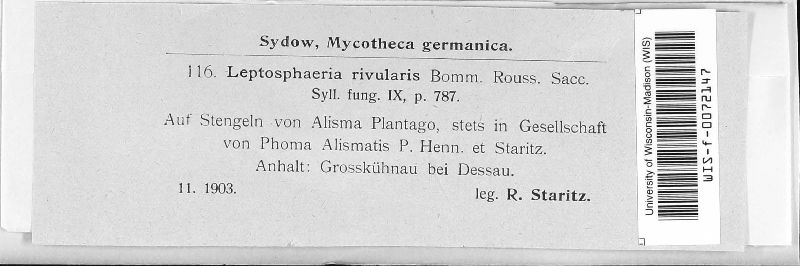 Sydow, Mycotheca germanica.
116. Leptosphaeria rivularis Bomm. Rouss. Sacc.
Syll. fung. IX, p. 787.
Auf Stengeln von Alisma Plantago, stets in Gesellschaft
von Phoma Alismatis P. Henn. et Staritz.
Anhalt: Grosskühnau bei Dessau.
11. 1903.
leg. R. Staritz.
University of Wisconsin-Madison (WIS)
WIS-f-0072147